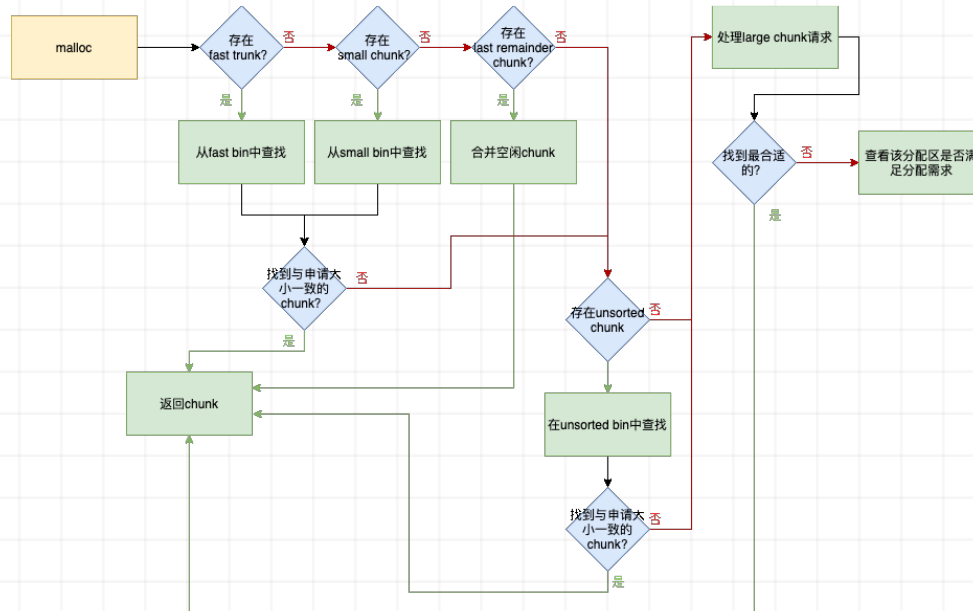 malloc
存在
fast trunk?
否
存在
small chunk?
否
存在
last remainder
chunk?
否
处理large chunk请求
是
是
是
从fast bin中查找
从small bin中查找
合并空闲chunk
找到最合适
的?
否
查看该分配区是否满
足分配需求
是
找到与申请大
小一致的
chunk?
否
是
存在unsorted
chunk
否
返回chunk
在unsorted bin中查找
找到与申请大
小一致的
chunk?
否
是